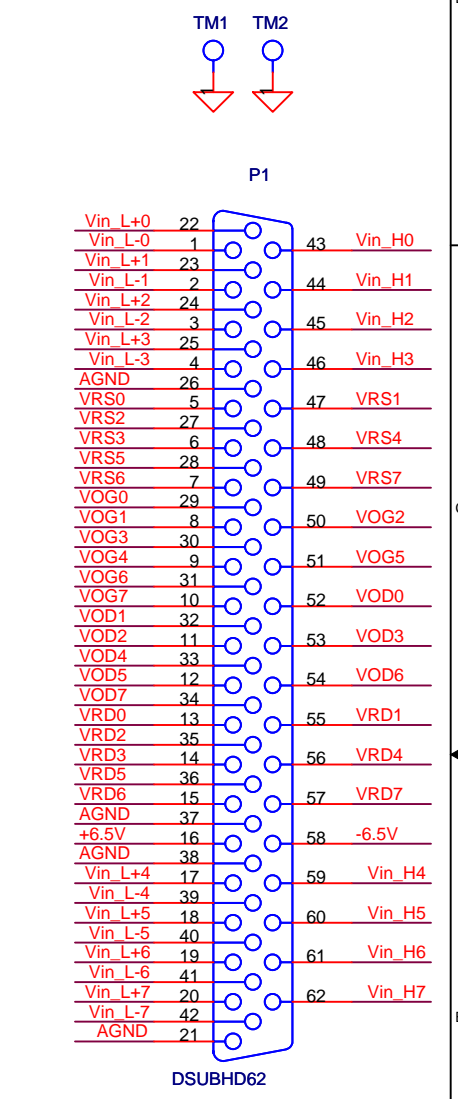 TM1 TM2
1 1
P1
Vin_L+0 22
Vin_L-0 1 43 Vin_H0
Vin_L+1 23
Vin_L-1 2 44 Vin_H1
Vin_L+2 24
Vin_L-2 3 45 Vin_H2
Vin_L+3 25
Vin_L-3 4 46 Vin_H3
AGND 26
VRS0 5 47 VRS1
VRS2 27
VRS3 6 48 VRS4
VRS5 28
VRS6 7 49 VRS7
VOG0 29
VOG1 8 50 VOG2
VOG3 30
VOG4 9 51 VOG5
VOG6 31
VOG7 10 52 VOD0
VOD1 32
VOD2 11 53 VOD3
VOD4 33
VOD5 12 54 VOD6
VOD7 34
VRD0 13 55 VRD1
VRD2 35
VRD3 14 56 VRD4
VRD5 36
VRD6 15 57 VRD7
AGND 37
+6.5V 16 58 -6.5V
AGND 38
Vin_L+4 17 59 Vin_H4
Vin_L-4 39
Vin_L+5 18 60 Vin_H5
Vin_L-5 40
Vin_L+6 19 61 Vin_H6
Vin_L-6 41
Vin_L+7 20 62 Vin_H7
Vin_L-7 42
AGND 21
DSUBHD62